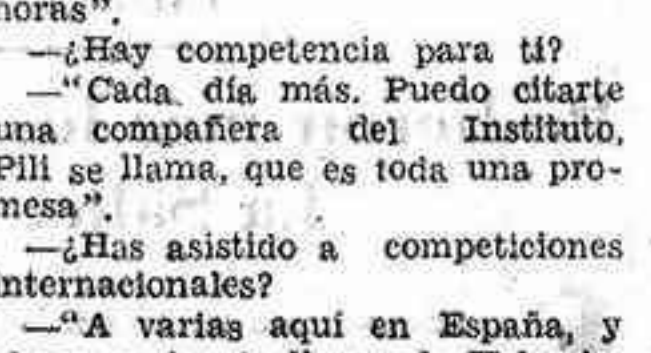 horas”.
—¿Hay competencia para ti?
—“Cada día más. Puedo citarte
una compañera del Instituto,
Pili se llama, que es toda una pro-
mesa”.
—¿Has asistido a competiciones
internacionales?
—“A varias aquí en España, y